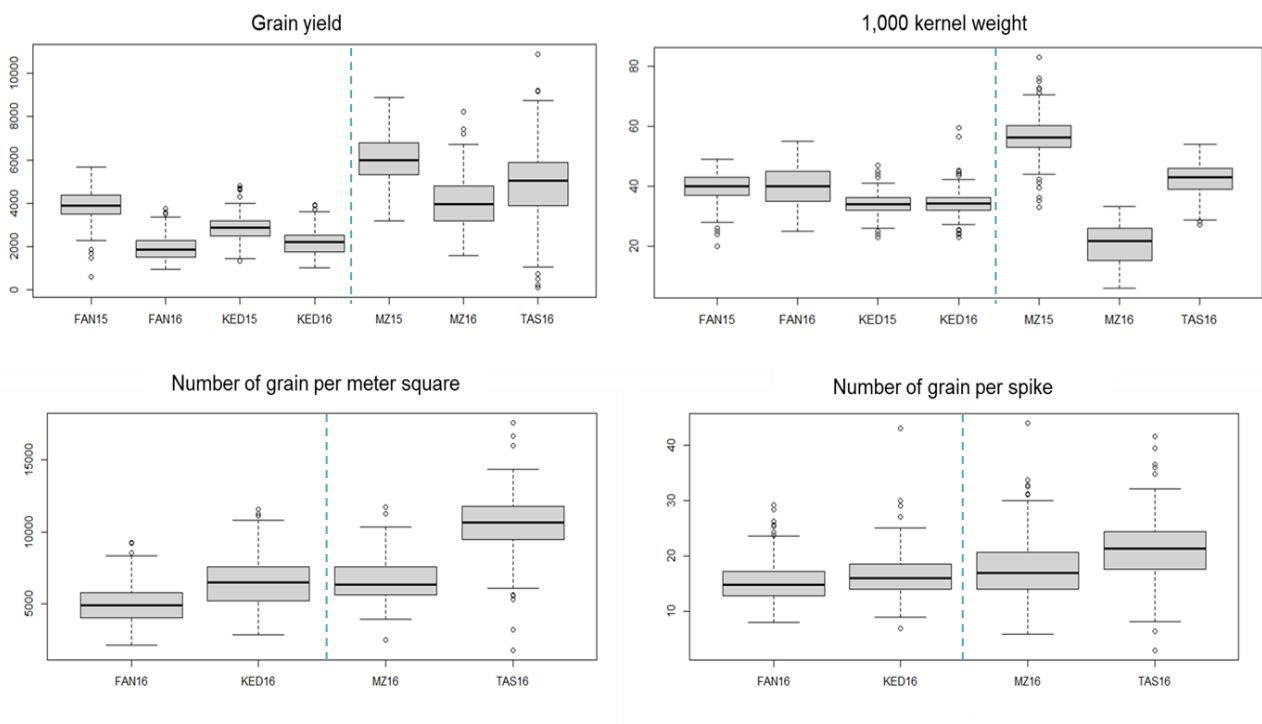 Grain yield
10000
8000
6000
4000
2000
0
FAN15 FAN16 KED15 KED16 MZ15 MZ16 TAS16
1,000 kernel weight
80
60
40
20
FAN15 FAN16 KED15 KED16 MZ15 MZ16 TAS16
Number of grain per meter square
15000
10000
5000
FAN16 KED16 MZ16 TAS16
Number of grain per spike
40
30
20
10
FAN16 KED16 MZ16 TAS16